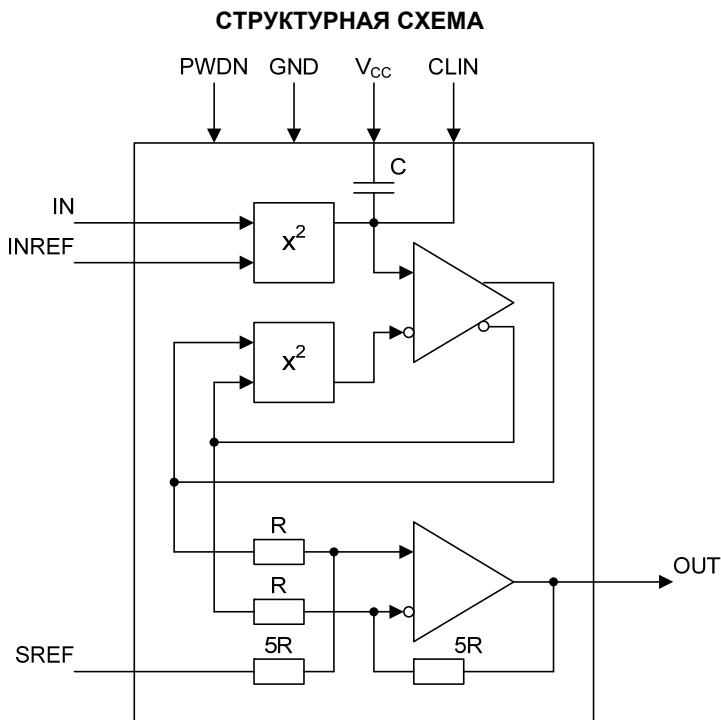 СТРУКТУРНАЯ СХЕМА
PWDN GND VCC CLIN
C
IN
x²
INREF
x²
R
OUT
R
SREF 5R 5R